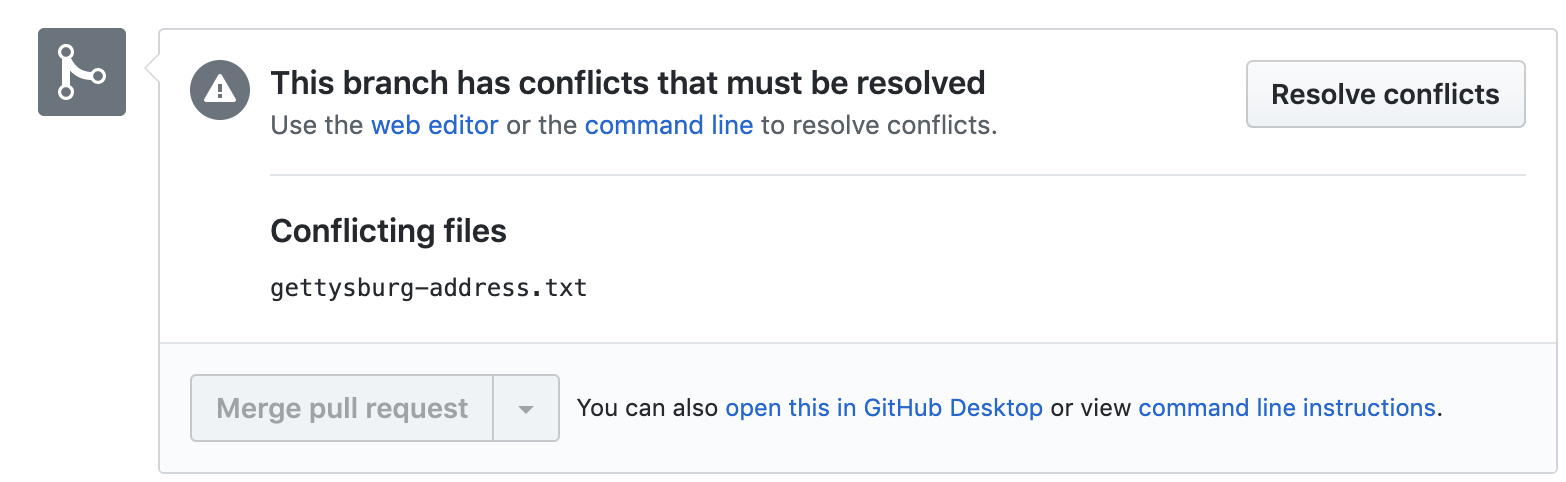 This branch has conflicts that must be resolved
Use the web editor or the command line to resolve conflicts.
Resolve conflicts
Conflicting files
gettysburg-address.txt
Merge pull request
You can also open this in GitHub Desktop or view command line instructions.